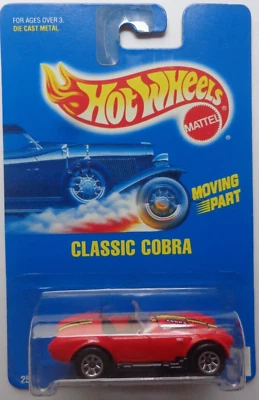 FOR AGES OVER 3.
DIE CAST METAL.
HOT WHEELS
MATTEL
MOVING
PART
CLASSIC COBRA